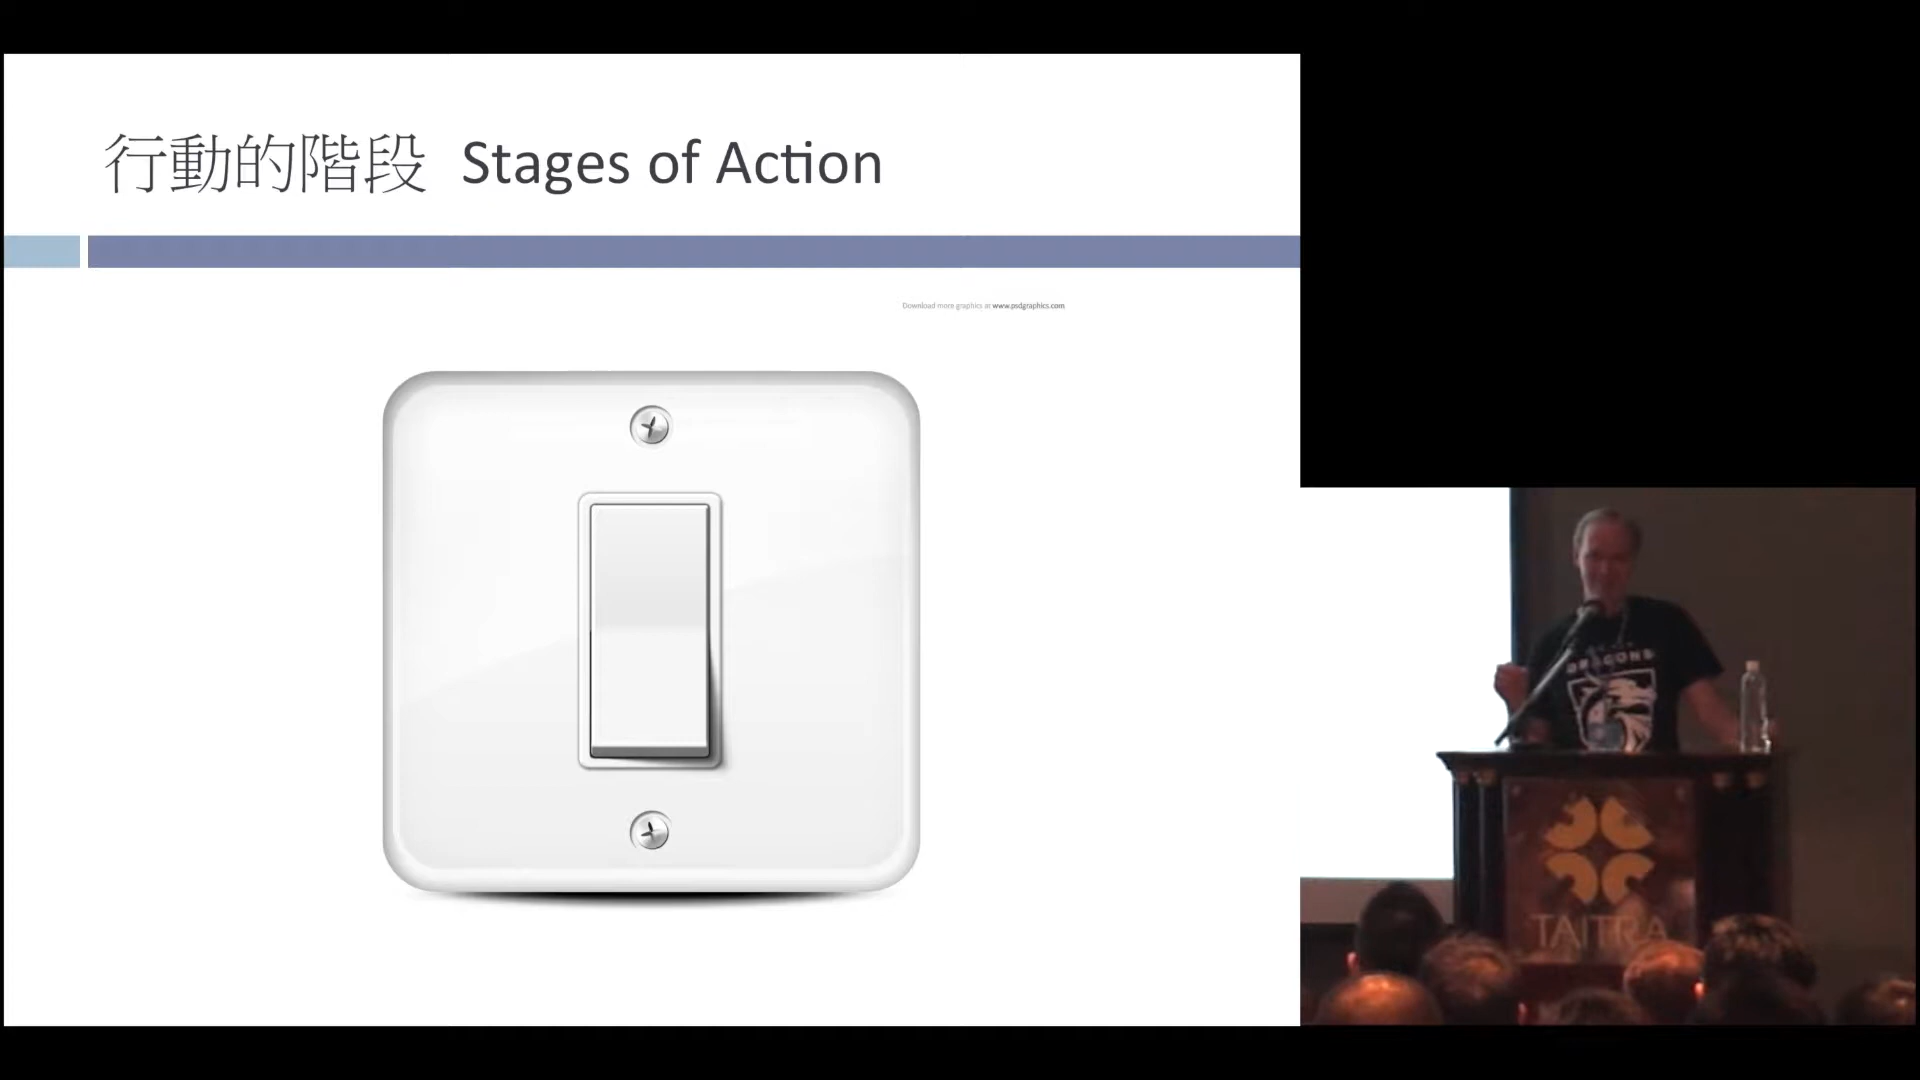 行動的階段 Stages of Action
Download more graphics at www.psdgraphics.com
DRAGONS
TAITRA